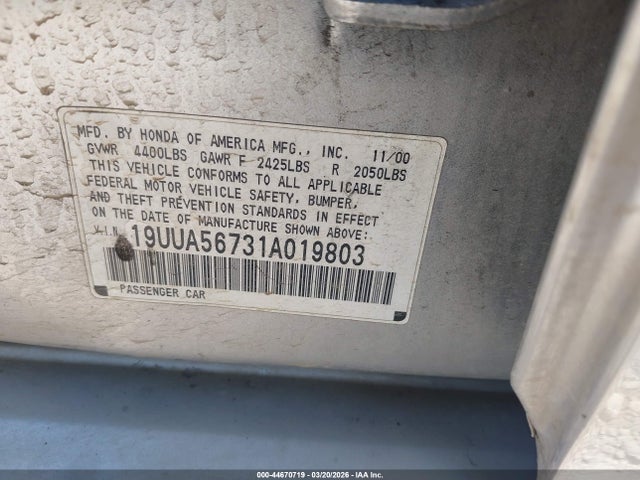 MFD. BY HONDA OF AMERICA MFG., INC. 11/00
GVWR 4400LBS GAWR F 2425LBS R 2050LBS
THIS VEHICLE CONFORMS TO ALL APPLICABLE
FEDERAL MOTOR VEHICLE SAFETY, BUMPER,
AND THEFT PREVENTION STANDARDS IN EFFECT
ON THE DATE OF MANUFACTURE SHOWN ABOVE:
V.I.N. 19UUA56731A019803
PASSENGER CAR
000-44670719 | 03/20/2026 | IAA Inc.